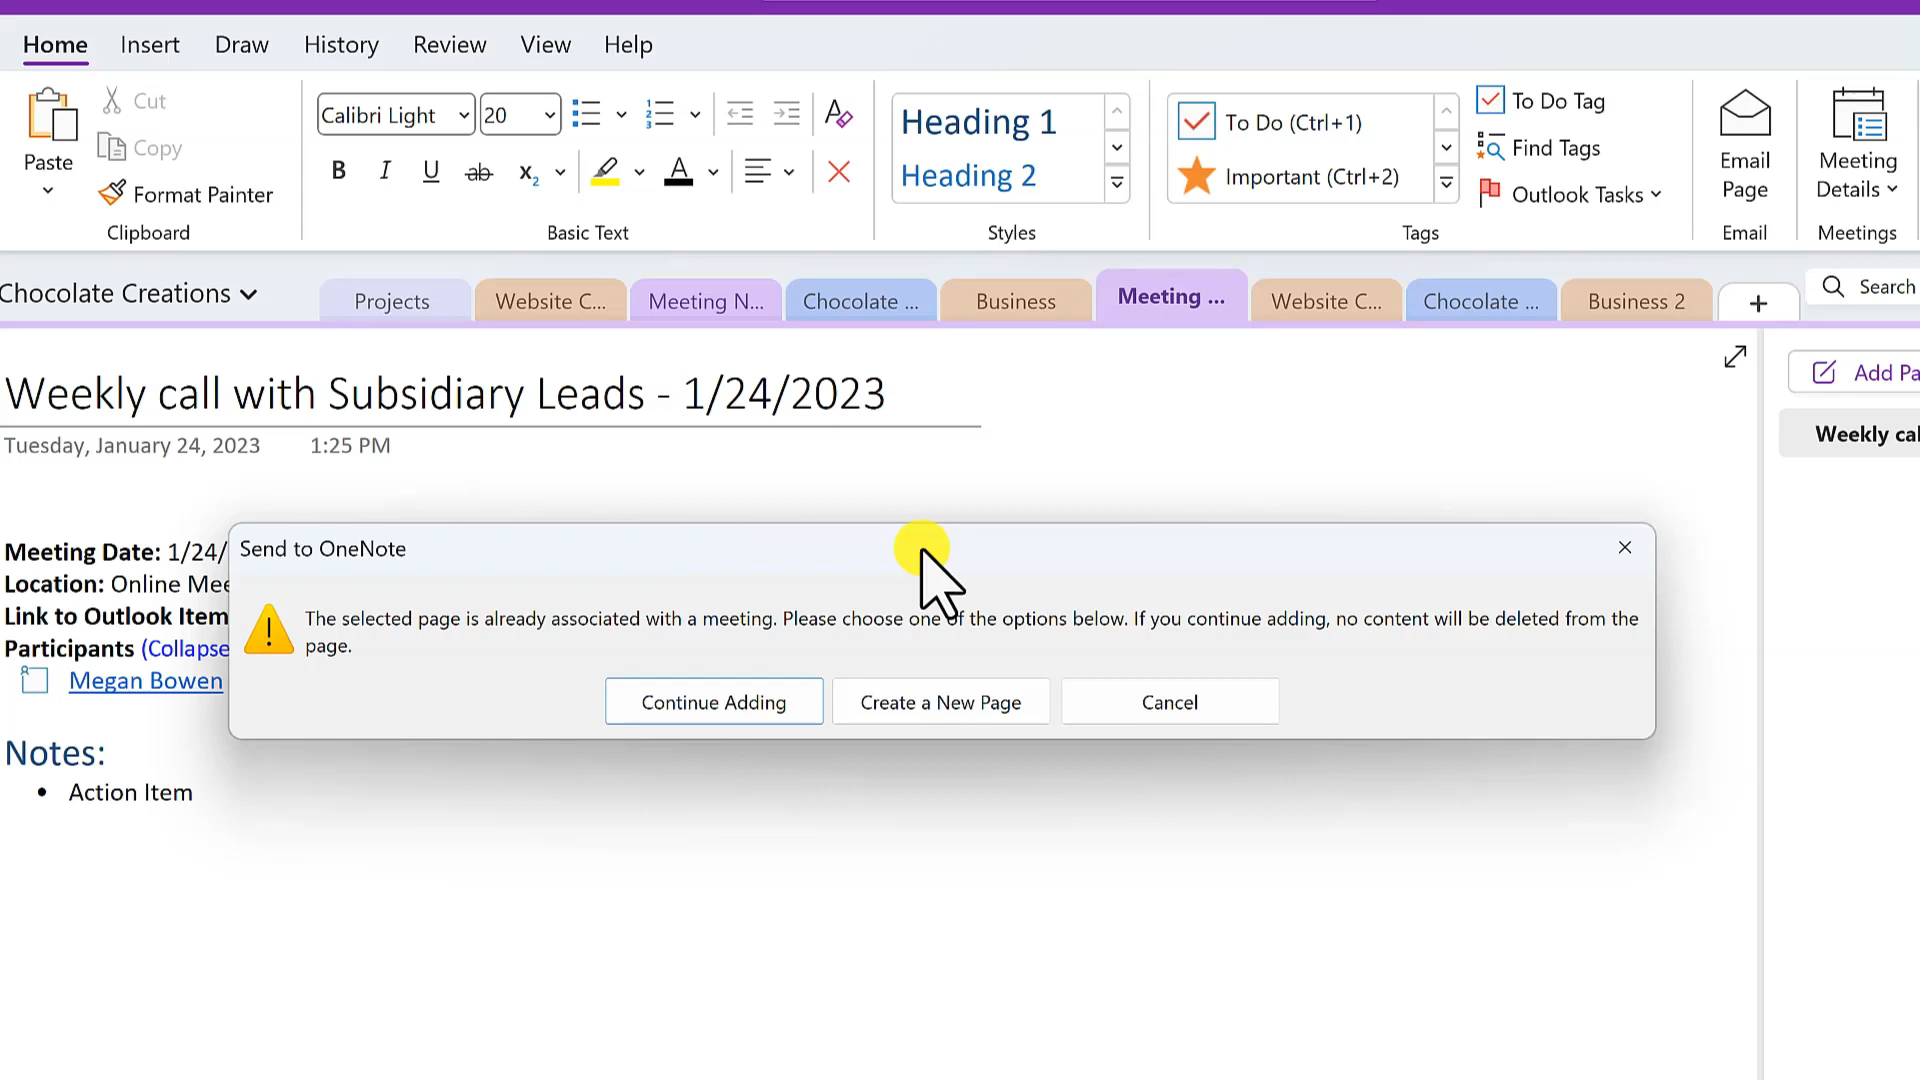 Home Insert Draw History Review View Help
Paste
Cut
Copy
Format Painter
Clipboard
Calibri Light 20
B I U ab x2 A
Basic Text
Heading 1
Heading 2
Styles
To Do (Ctrl+1)
Important (Ctrl+2)
To Do Tag
Find Tags
Outlook Tasks
Tags
Email
Page
Email
Meeting
Details
Meetings
Chocolate Creations
Projects Website C... Meeting N... Chocolate ... Business Meeting ... Website C... Chocolate ... Business 2 + Search
Add Pa
Weekly cal
Weekly call with Subsidiary Leads - 1/24/2023
Tuesday, January 24, 2023 1:25 PM
Meeting Date: 1/24/
Location: Online Mee
Link to Outlook Item
Participants (Collapse
Megan Bowen
Send to OneNote
The selected page is already associated with a meeting. Please choose one of the options below. If you continue adding, no content will be deleted from the
page.
Continue Adding Create a New Page Cancel
Notes:
• Action Item